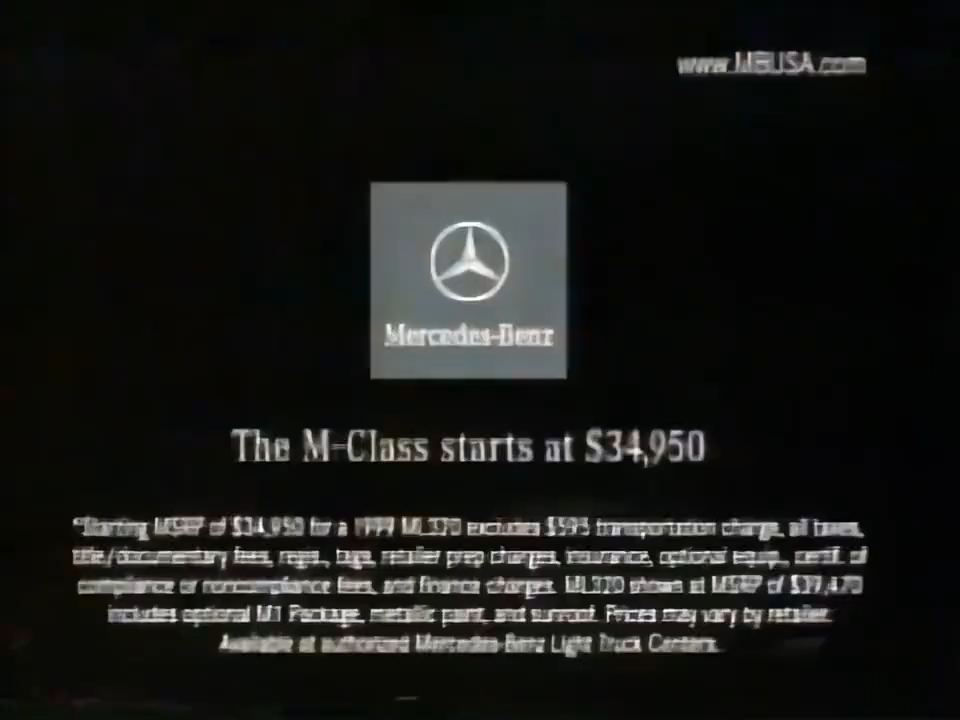 www.MBUSA.com
Mercedes-Benz
The M-Class starts at $34,950
*Starting MSRP of $34,950 for a 1999 ML320 excludes $595 transportation charge, all taxes,
title/documentary fees, regis., tags, retailer prep charges, insurance, optional equip., certif. of
compliance or noncompliance fees, and finance charges. ML320 shown at MSRP of
includes optional M1 Package, metallic paint, and sunroof. Prices may vary by retailer.
Available at authorized Mercedes-Benz Light Truck Centers.